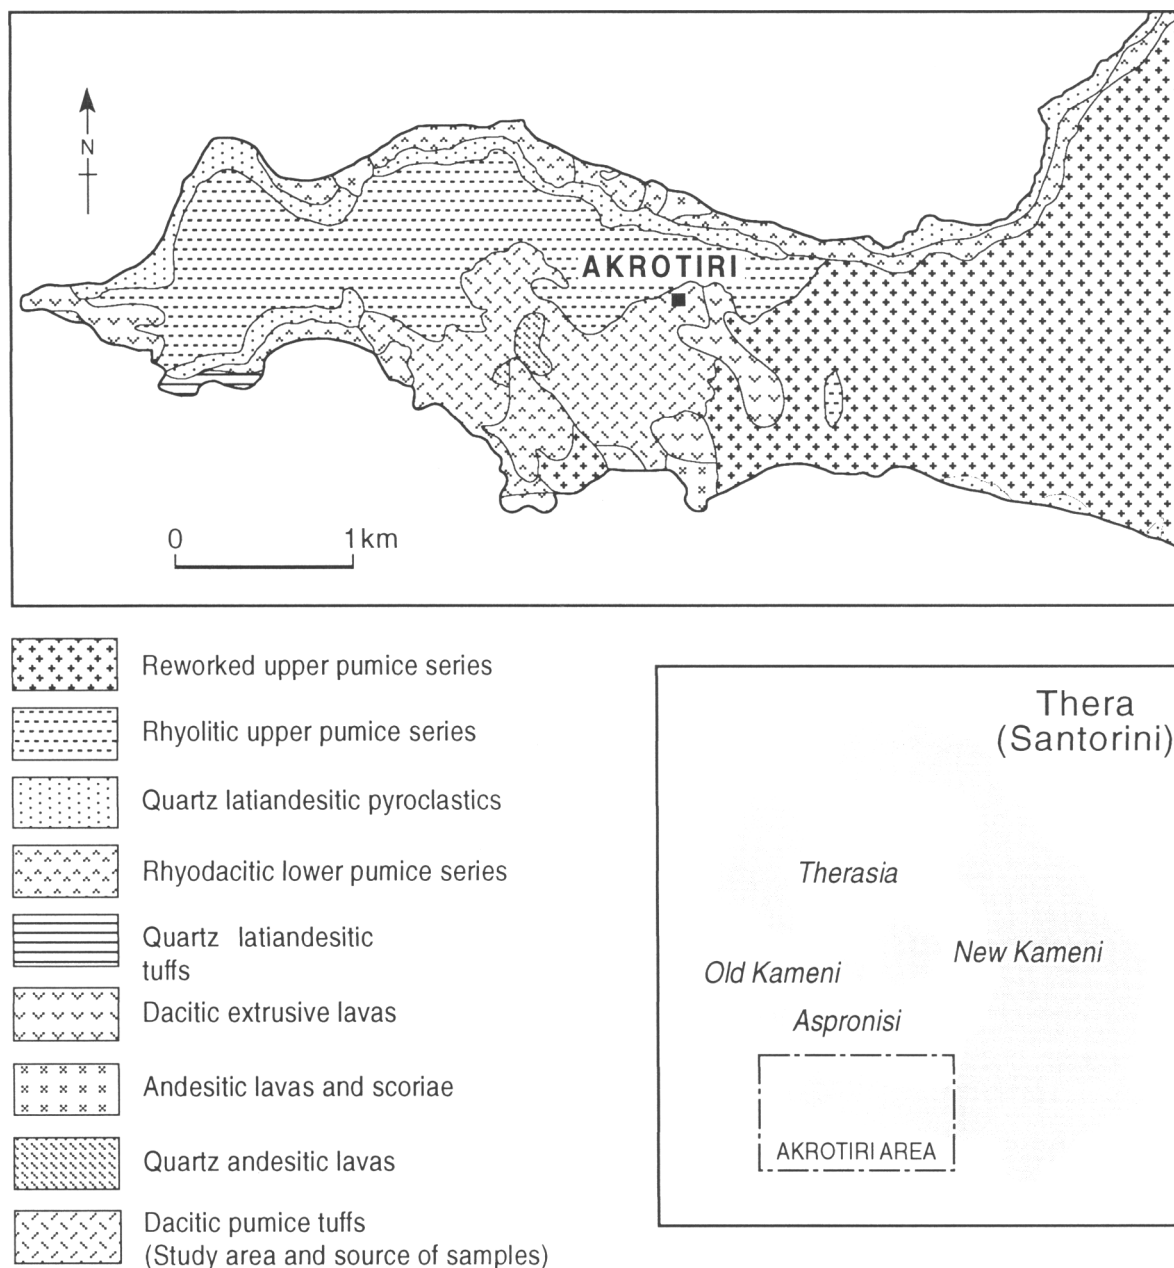 N
AKROTIRI
0 1km
Reworked upper pumice series
Rhyolitic upper pumice series
Quartz latiandesitic pyroclastics
Rhyodacitic lower pumice series
Quartz latiandesitic
tuffs
Dacitic extrusive lavas
Andesitic lavas and scoriae
Quartz andesitic lavas
Dacitic pumice tuffs
(Study area and source of samples)
Thera
(Santorini)
Therasia
New Kameni
Old Kameni
Aspronisi
AKROTIRI AREA